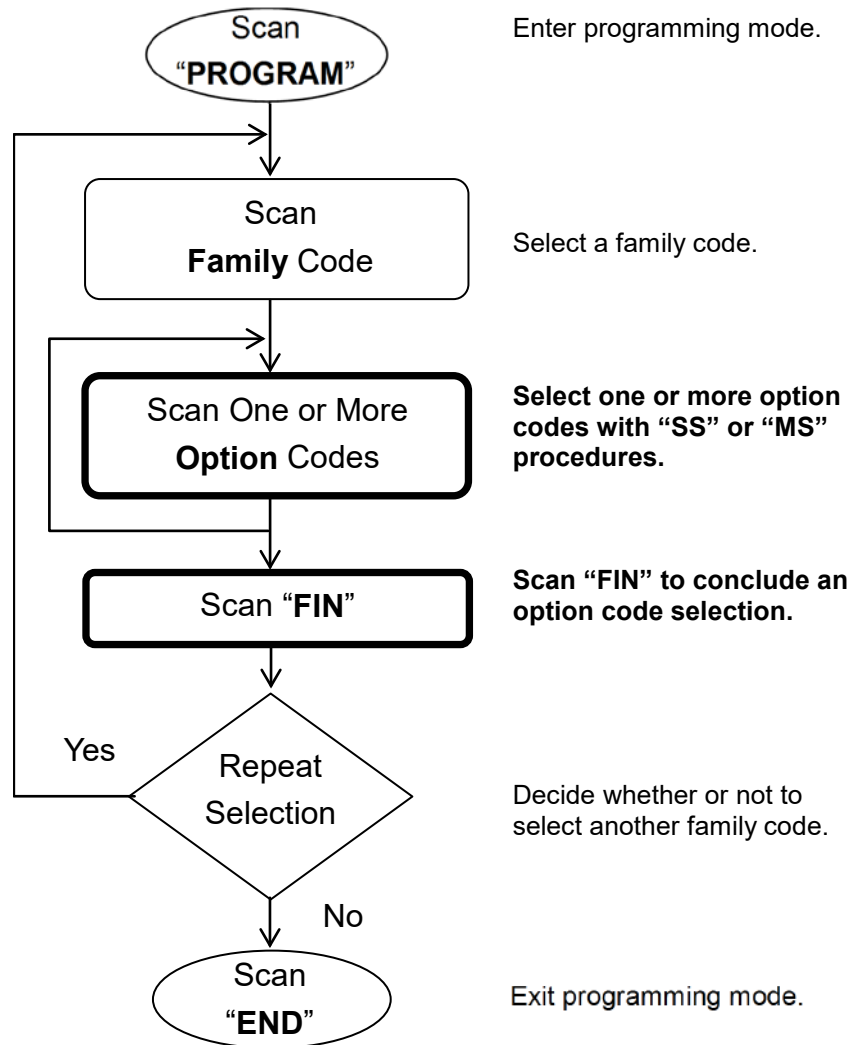 Scan
“PROGRAM”
Enter programming mode.
Scan
Family Code
Select a family code.
Scan One or More
Option Codes
Select one or more option
codes with “SS” or “MS”
procedures.
Scan “FIN”
Scan “FIN” to conclude an
option code selection.
Yes
Repeat
Selection
Decide whether or not to
select another family code.
No
Scan
“END”
Exit programming mode.